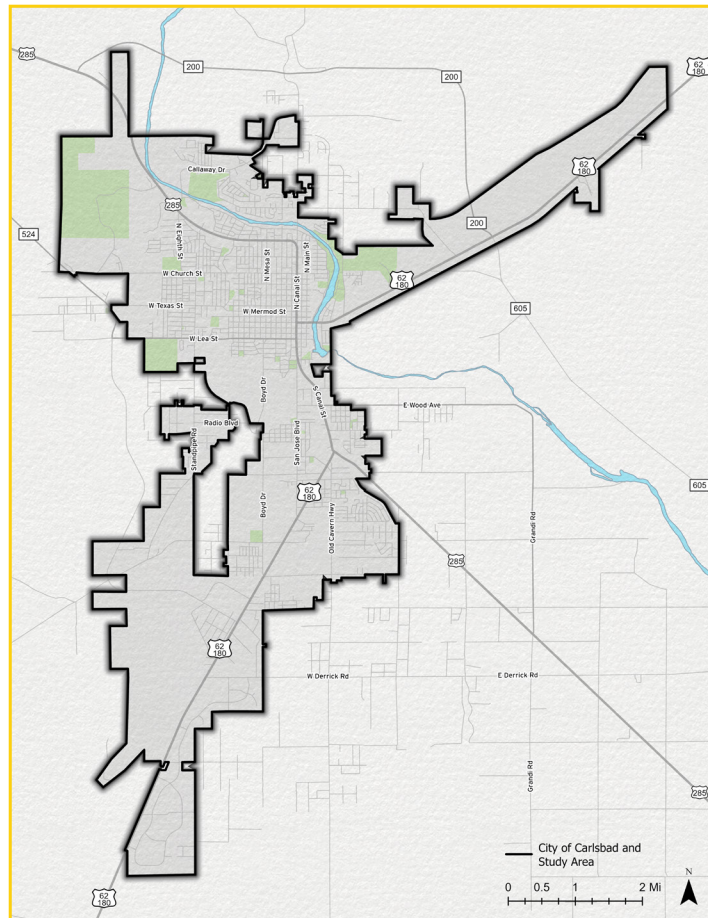 285
200
62
180
200
Callaway Dr
62
180
285
524
N Eighth St
N Mesa St
N Main St
200
W Church St
62
180
N Canal St
W Texas St
W Mermod St
605
W Lea St
Boyd Dr
S Canal St
E Wood Ave
Radio Blvd
Standpipe Rd
San Jose Blvd
605
62
180
Boyd Dr
Old Cavern Hwy
Grandi Rd
285
62
180
W Derrick Rd
E Derrick Rd
Grandi Rd
285
City of Carlsbad and
Study Area
N
0 0.5 1 2 Mi
62
180